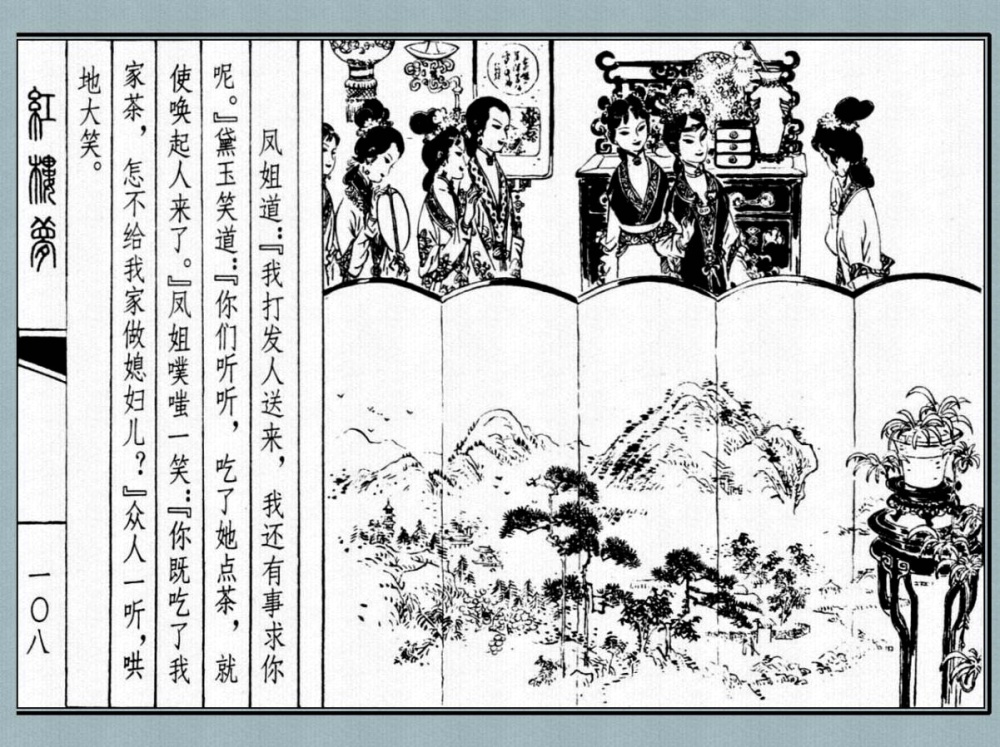 凤姐道：『我打发人送来，我还有事求你
呢。』黛玉笑道：『你们听听，吃了她点茶，就
使唤起人来了。』凤姐噗嗤一笑：『你既吃了我
家茶，怎不给我家做媳妇儿？』众人一听，哄
地大笑。
紅樓夢
一〇八